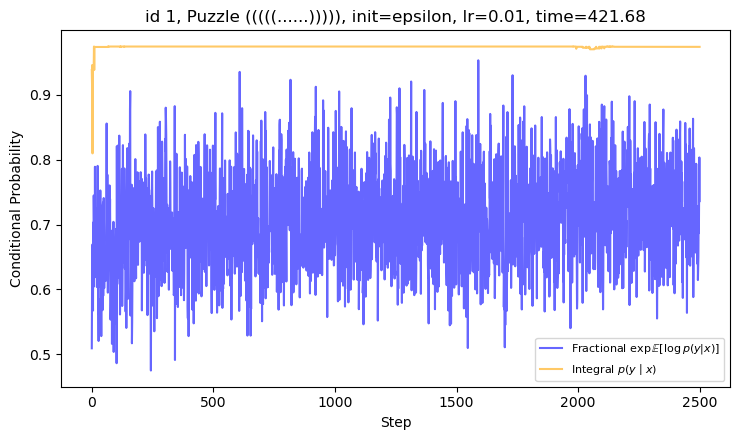 id 1, Puzzle (((((......))))), init=epsilon, lr=0.01, time=421.68
Conditional Probability
0.9
0.8
0.7
0.6
0.5
Fractional exp𝔼[log p(y|x)]
Integral p(y | x)
0
500
1000
1500
2000
2500
Step